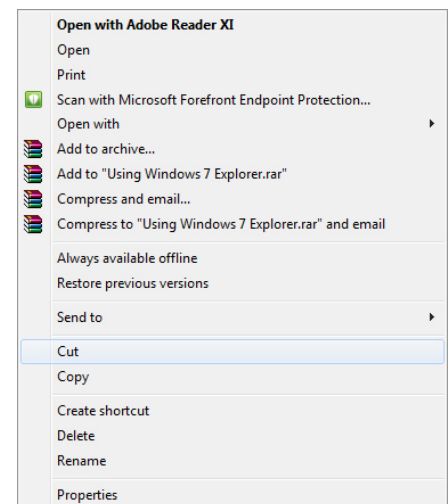 Open with Adobe Reader XI
Open
Print
Scan with Microsoft Forefront Endpoint Protection...
Open with
Add to archive...
Add to "Using Windows 7 Explorer.rar"
Compress and email...
Compress to "Using Windows 7 Explorer.rar" and email
Always available offline
Restore previous versions
Send to
Cut
Copy
Create shortcut
Delete
Rename
Properties